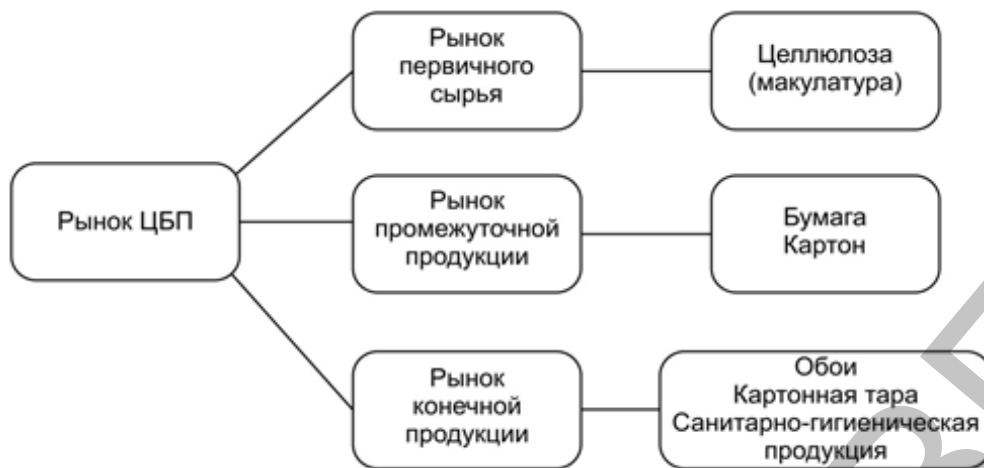 Рынок
первичного
сырья
Целлюлоза
(макулатура)
Рынок ЦБП
Рынок
промежуточной
продукции
Бумага
Картон
Рынок
конечной
продукции
Обои
Картонная тара
Санитарно-гигиеническая
продукция